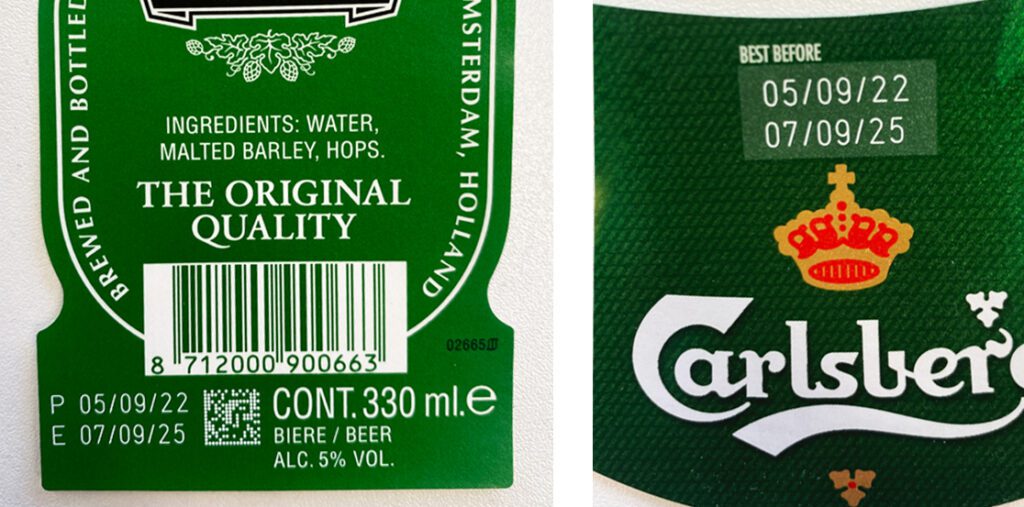 BREWED AND BOTTLED
MSTERDAM, HOLLAND
INGREDIENTS: WATER,
MALTED BARLEY, HOPS.
THE ORIGINAL
QUALITY
8 712000 900663
02665
P 05/09/22
E 07/09/25
CONT. 330 ml.e
BIERE / BEER
ALC. 5% VOL.
BEST BEFORE
05/09/22
07/09/25
Carlsberg